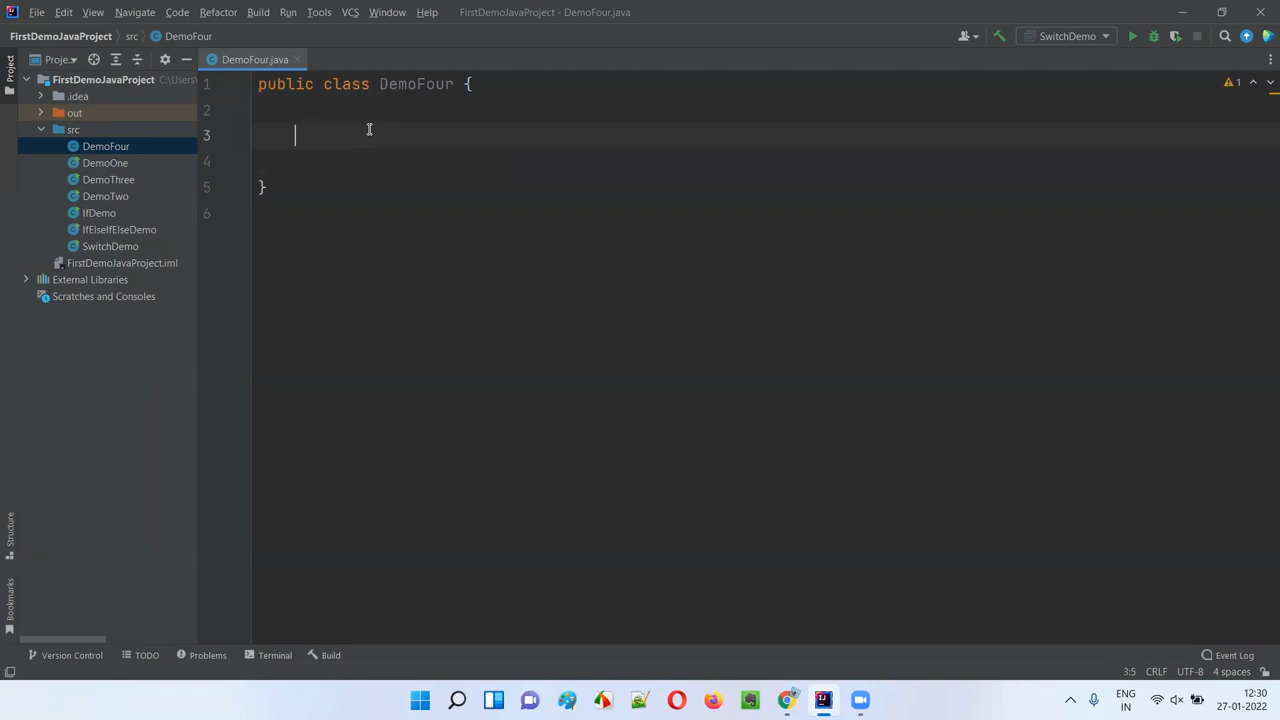 File Edit View Navigate Code Refactor Build Run Tools VCS Window Help FirstDemoJavaProject - DemoFour.java
FirstDemoJavaProject src DemoFour SwitchDemo
Project
Proje... DemoFour.java
FirstDemoJavaProject C:\Users\
.idea
out
src
DemoFour
DemoOne
DemoThree
DemoTwo
IfDemo
IfElseIfElseDemo
SwitchDemo
FirstDemoJavaProject.iml
External Libraries
Scratches and Consoles
1 public class DemoFour {
2
3
4
5 }
6
1
Structure
Bookmarks
Version Control TODO Problems Terminal Build Event Log
3:5 CRLF UTF-8 4 spaces
ENG
IN
12:30
27-01-2022